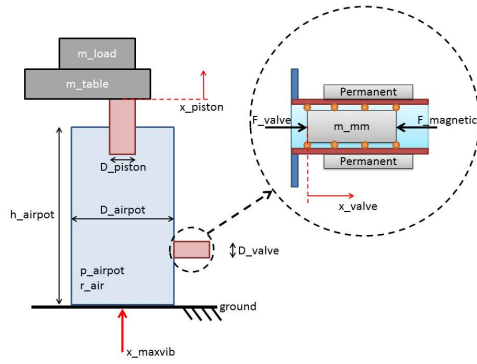 m_load
m_table
x_piston
D_piston
h_airpot
D_airpot
D_valve
p_airpot
r_air
ground
x_maxvib
Permanent
F_valve
m_mm
F_magnetic
Permanent
x_valve